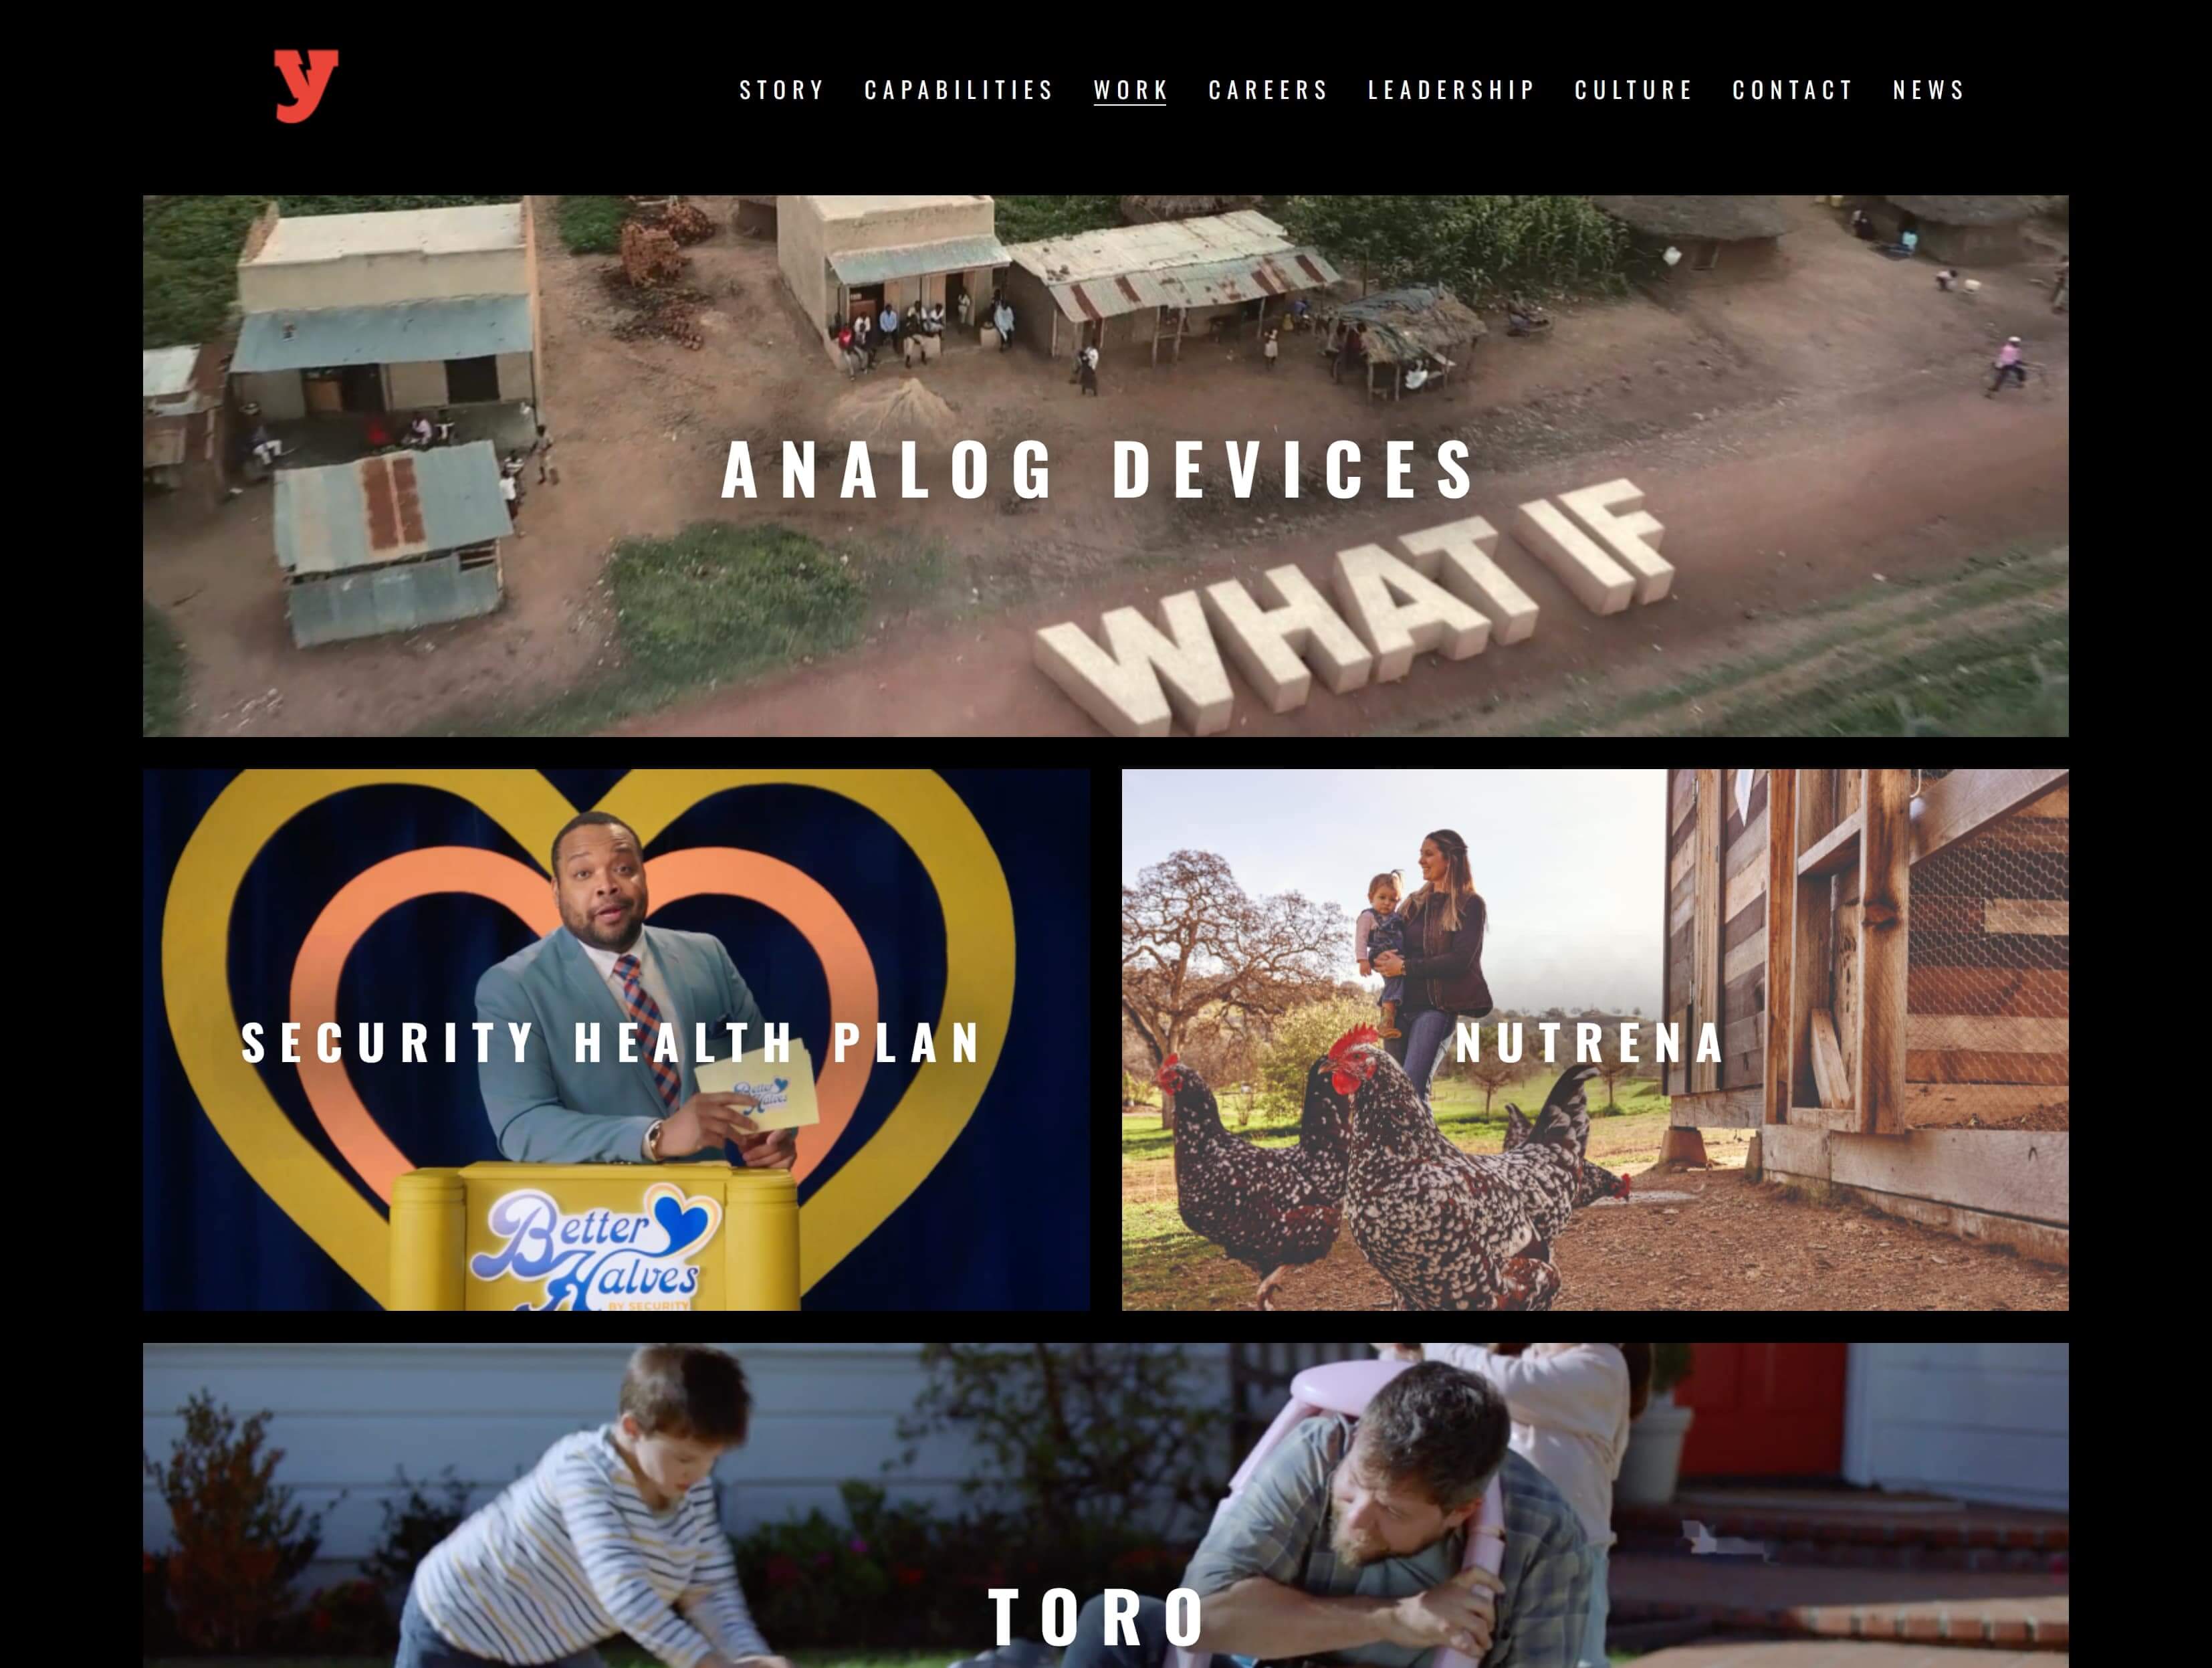 y
STORY CAPABILITIES WORK CAREERS LEADERSHIP CULTURE CONTACT NEWS
ANALOG DEVICES
WHAT IF
SECURITY HEALTH PLAN
Better
Halves
Better
Halves
BY SECURITY
NUTRENA
TORO